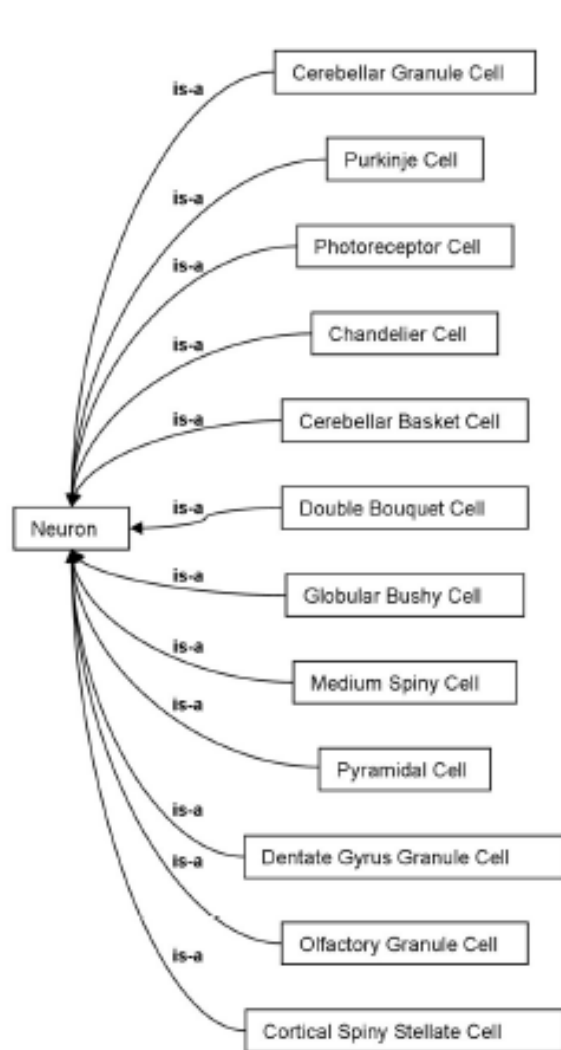 Cerebellar Granule Cell
is-a
Purkinje Cell
is-a
Photoreceptor Cell
is-a
Chandelier Cell
is-a
Cerebellar Basket Cell
is-a
Neuron
is-a
Double Bouquet Cell
is-a
Globular Bushy Cell
is-a
Medium Spiny Cell
is-a
Pyramidal Cell
is-a
Dentate Gyrus Granule Cell
is-a
Olfactory Granule Cell
is-a
Cortical Spiny Stellate Cell